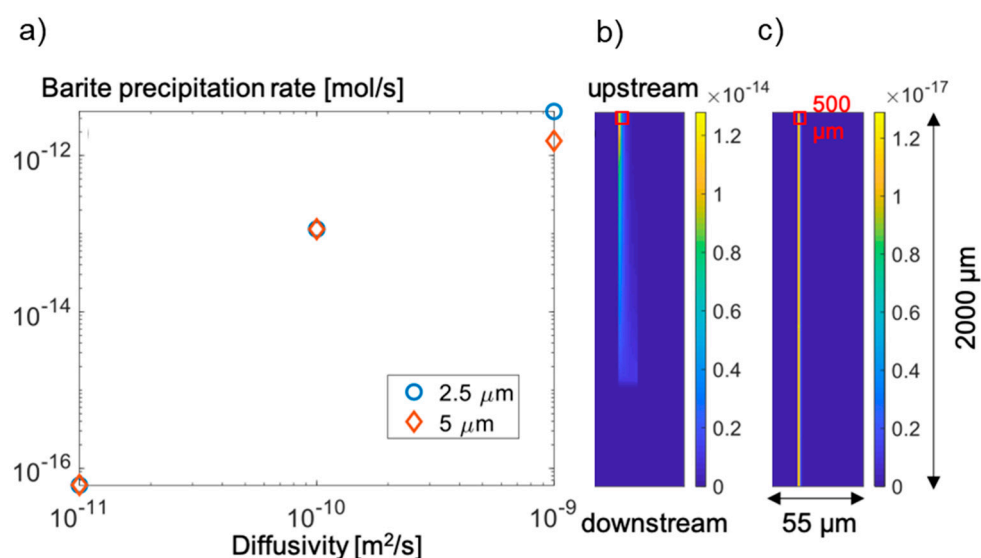 a)
Barite precipitation rate [mol/s]
10⁻¹²
10⁻¹⁴
10⁻¹⁶
10⁻¹¹
10⁻¹⁰
10⁻⁹
Diffusivity [m²/s]
2.5 μm
5 μm
b)
upstream
×10⁻¹⁴
1.2
1
0.8
0.6
0.4
0.2
0
downstream
c)
500
μm
×10⁻¹⁷
1.2
1
0.8
0.6
0.4
0.2
0
55 μm
2000 μm